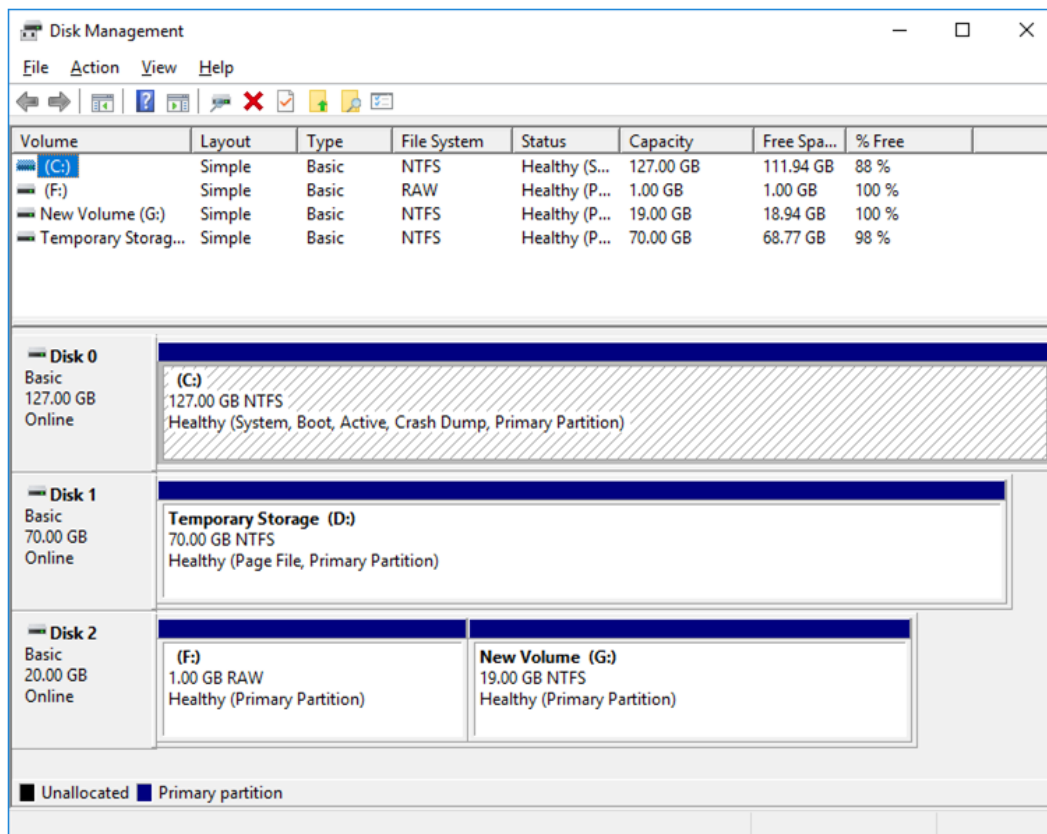 Disk Management
File Action View Help
Volume Layout Type File System Status Capacity Free Spa... % Free
(C:) Simple Basic NTFS Healthy (S... 127.00 GB 111.94 GB 88 %
(F:) Simple Basic RAW Healthy (P... 1.00 GB 1.00 GB 100 %
New Volume (G:) Simple Basic NTFS Healthy (P... 19.00 GB 18.94 GB 100 %
Temporary Storag... Simple Basic NTFS Healthy (P... 70.00 GB 68.77 GB 98 %
Disk 0
Basic
127.00 GB
Online
(C:)
127.00 GB NTFS
Healthy (System, Boot, Active, Crash Dump, Primary Partition)
Disk 1
Basic
70.00 GB
Online
Temporary Storage (D:)
70.00 GB NTFS
Healthy (Page File, Primary Partition)
Disk 2
Basic
20.00 GB
Online
(F:)
1.00 GB RAW
Healthy (Primary Partition)
New Volume (G:)
19.00 GB NTFS
Healthy (Primary Partition)
Unallocated Primary partition